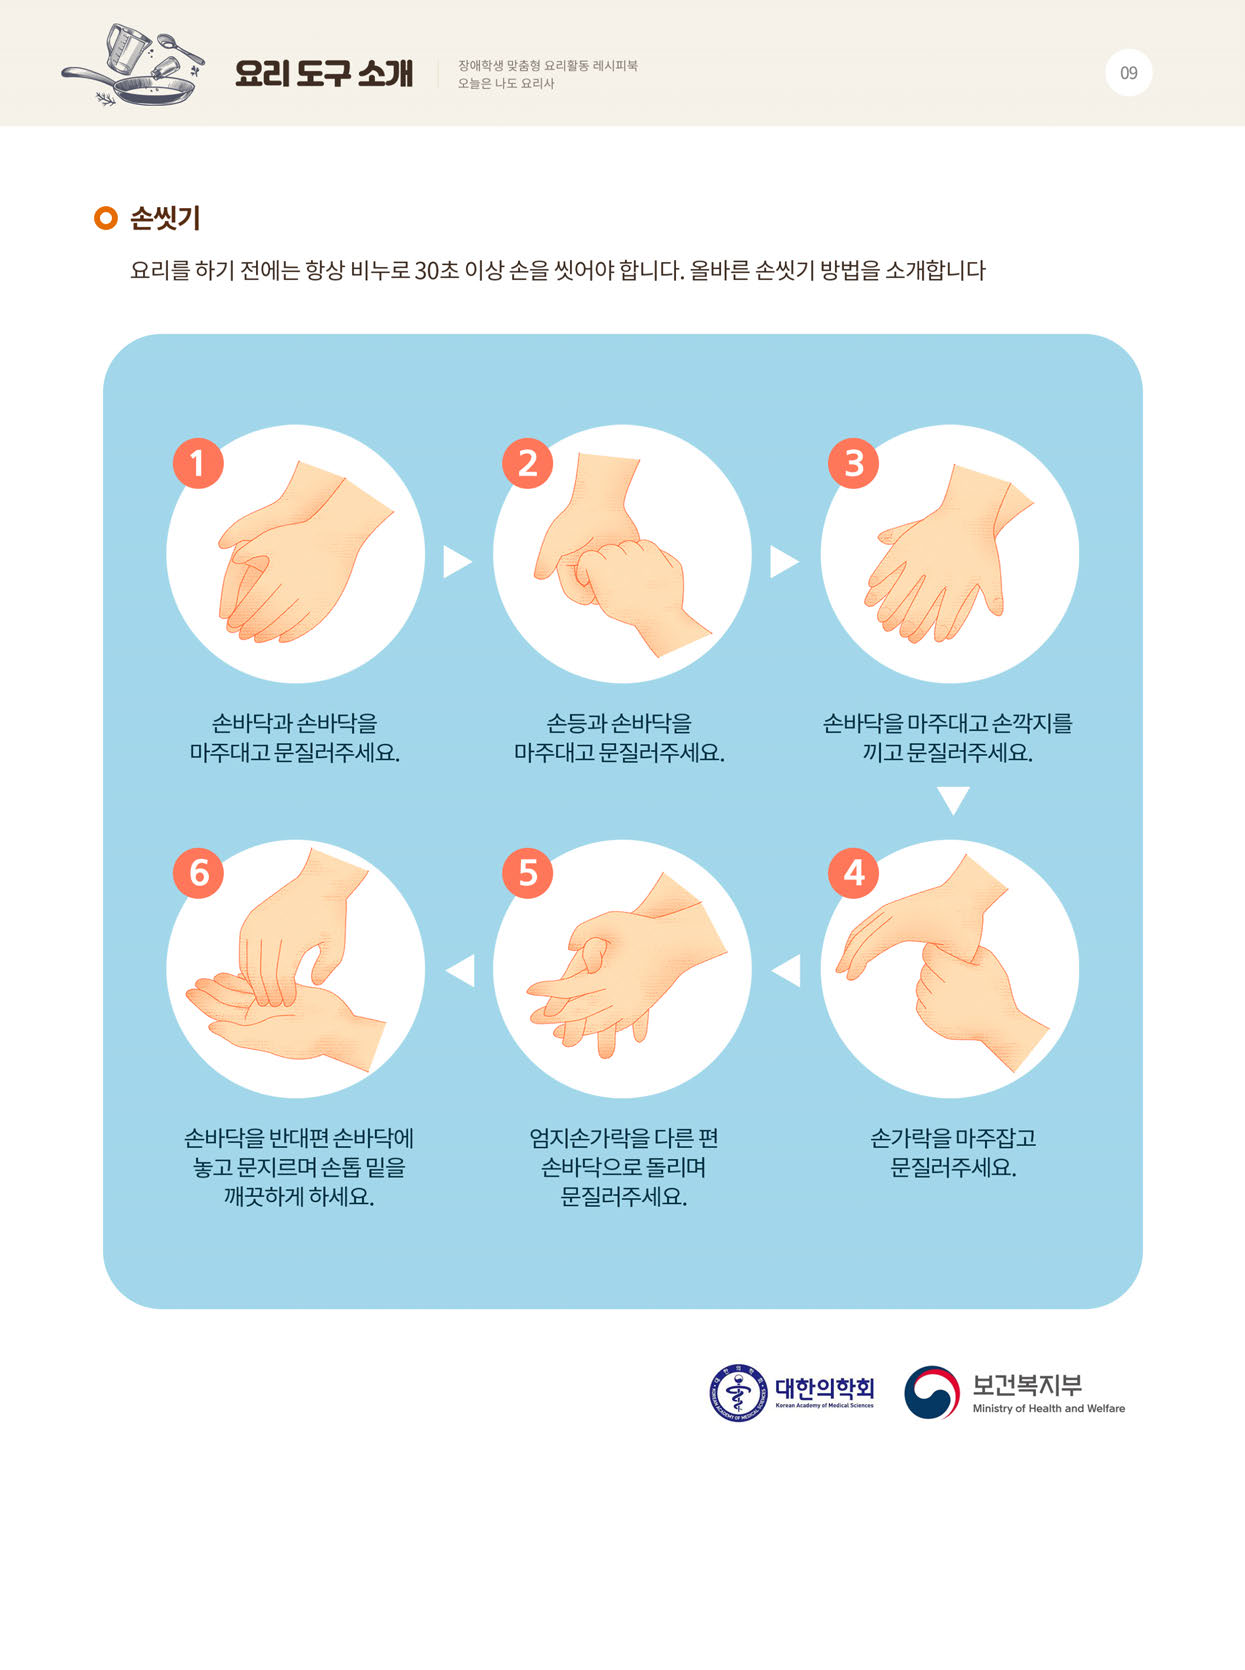 요리 도구 소개
장애학생 맞춤형 요리활동 레시피북
오늘은 나도 요리사
09
손씻기
요리를 하기 전에는 항상 비누로 30초 이상 손을 씻어야 합니다. 올바른 손씻기 방법을 소개합니다
1
손바닥과 손바닥을
마주대고 문질러주세요.
2
손등과 손바닥을
마주대고 문질러주세요.
3
손바닥을 마주대고 손깍지를
끼고 문질러주세요.
4
손가락을 마주잡고
문질러주세요.
5
엄지손가락을 다른 편
손바닥으로 돌리며
문질러주세요.
6
손바닥을 반대편 손바닥에
놓고 문지르며 손톱 밑을
깨끗하게 하세요.
대한의학회
KOREAN ACADEMY OF MEDICAL SCIENCES
대한의학회
Korean Academy of Medical Sciences
보건복지부
Ministry of Health and Welfare